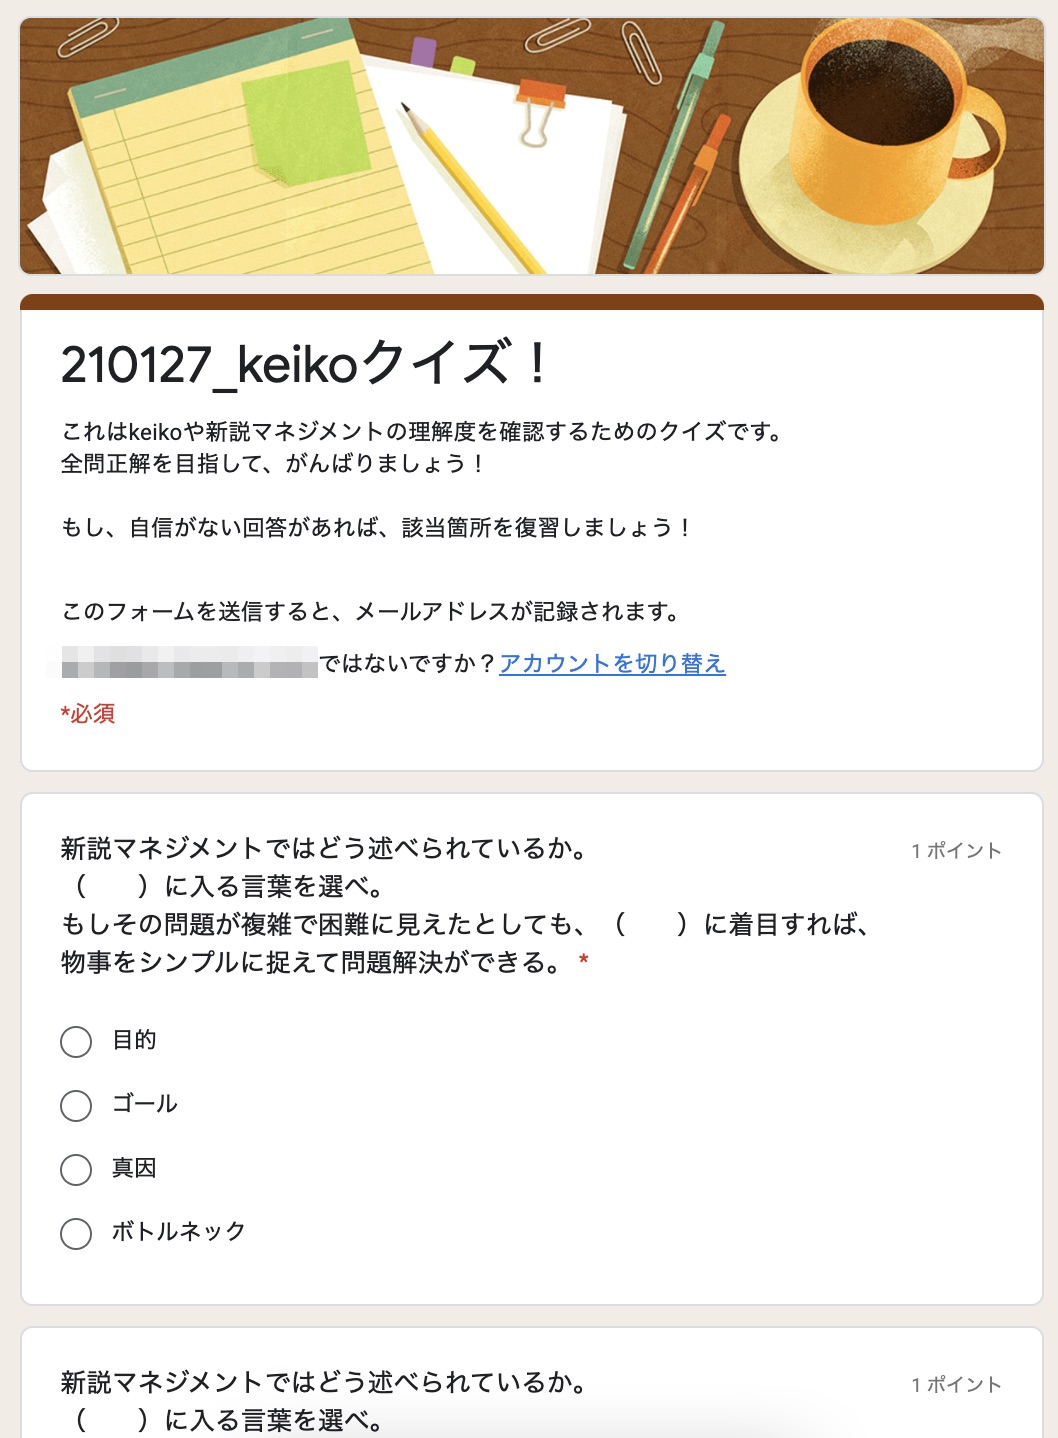 210127_keikoクイズ！
これはkeikoや新説マネジメントの理解度を確認するためのクイズです。
全問正解を目指して、がんばりましょう！
もし、自信がない回答があれば、該当箇所を復習しましょう！
このフォームを送信すると、メールアドレスが記録されます。
ではないですか？アカウントを切り替え
*必須
新説マネジメントではどう述べられているか。
1 ポイント
（　　）に入る言葉を選べ。
もしその問題が複雑で困難に見えたとしても、（　　）に着目すれば、
物事をシンプルに捉えて問題解決ができる。 *
目的
ゴール
真因
ボトルネック
新説マネジメントではどう述べられているか。
1 ポイント
（　　）に入る言葉を選べ。